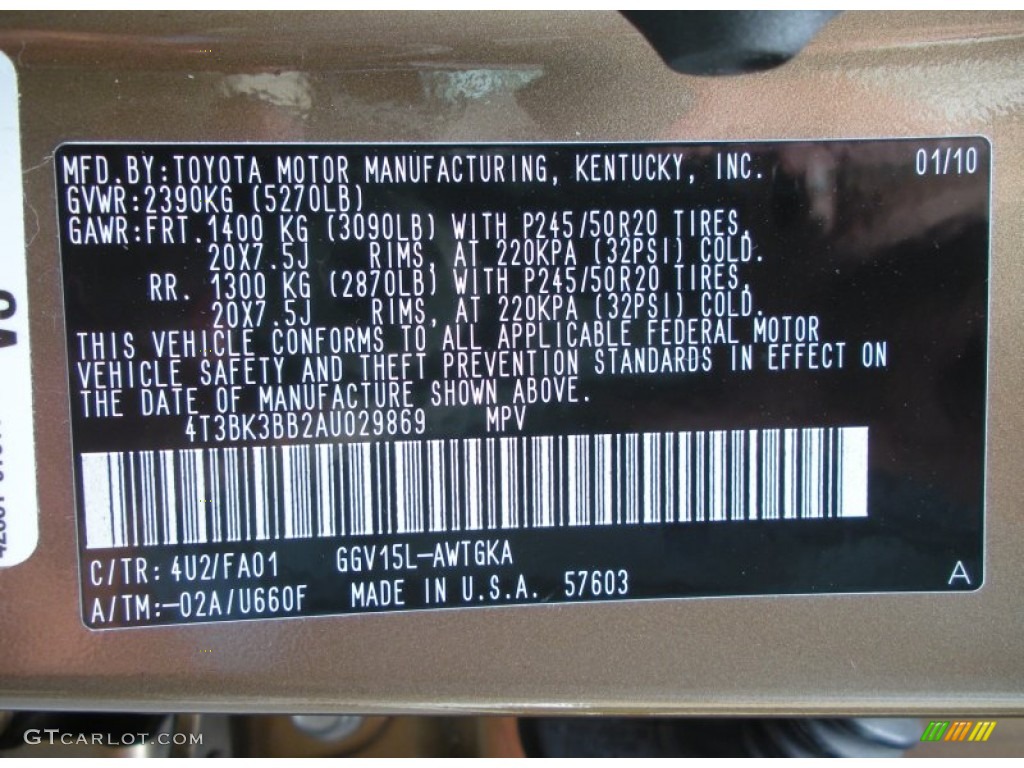 MFD.BY:TOYOTA MOTOR MANUFACTURING, KENTUCKY, INC. 01/10
GVWR:2390KG (5270LB)
GAWR:FRT.1400 KG (3090LB) WITH P245/50R20 TIRES,
20X7.5J RIMS, AT 220KPA (32PSI) COLD.
RR. 1300 KG (2870LB) WITH P245/50R20 TIRES,
20X7.5J RIMS, AT 220KPA (32PSI) COLD.
THIS VEHICLE CONFORMS TO ALL APPLICABLE FEDERAL MOTOR
VEHICLE SAFETY AND THEFT PREVENTION STANDARDS IN EFFECT ON
THE DATE OF MANUFACTURE SHOWN ABOVE.
4T3BK3BB2AU029869 MPV
C/TR: 4U2/FA01 GGV15L-AWTGKA
A/TM:-02A/U660F MADE IN U.S.A. 57603
A
GTCARLOT.COM